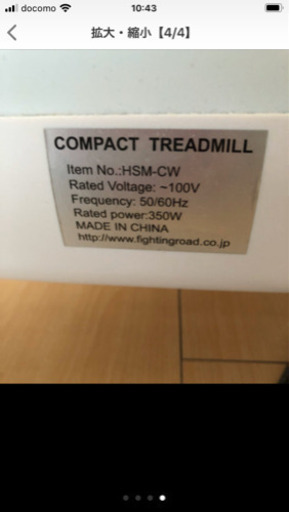 docomo 10:43
拡大・縮小【4/4】
COMPACT TREADMILL
Item No.:HSM-CW
Rated Voltage: ~100V
Frequency: 50/60Hz
Rated power:350W
MADE IN CHINA
http://www.fightingroad.co.jp